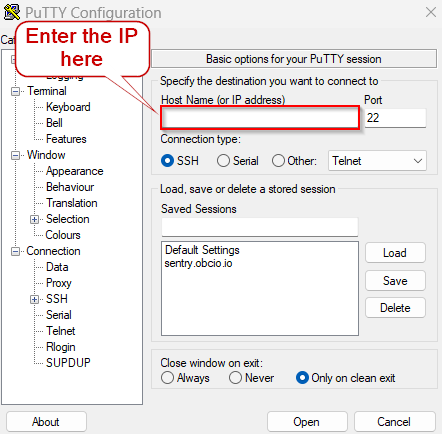 PuTTY Configuration
Enter the IP
here
Basic options for your PuTTY session
Specify the destination you want to connect to
Host Name (or IP address)
Port
22
Connection type:
SSH
Serial
Other:
Telnet
Load, save or delete a stored session
Saved Sessions
Default Settings
sentry.obcio.io
Load
Save
Delete
Close window on exit:
Always
Never
Only on clean exit
Terminal
Keyboard
Bell
Features
Window
Appearance
Behaviour
Translation
Selection
Colours
Connection
Data
Proxy
SSH
Serial
Telnet
Rlogin
SUPDUP
About
Open
Cancel